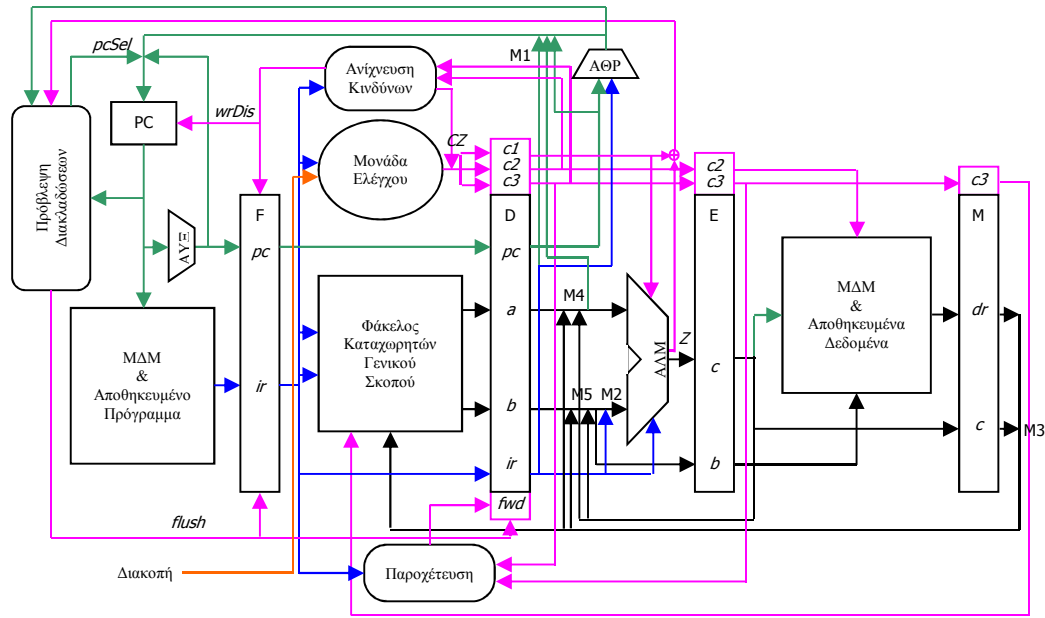 M1
ΑΘΡ
pcSel
Ανίχνευση
Κινδύνων
PC
wrDis
CZ
c1
c2
c3
c2
c3
c3
Μονάδα
Ελέγχου
Πρόβλεψη
Διακλαδώσεων
ΑΥΞ
F
pc
ir
D
pc
a
b
ir
fwd
E
c
b
M
dr
c
M4
M5
M2
M3
ΑΛΜ
Z
ΜΔΜ
&
Αποθηκευμένα
Δεδομένα
Φάκελος
Καταχωρητών
Γενικού
Σκοπού
ΜΔΜ
&
Αποθηκευμένο
Πρόγραμμα
flush
Διακοπή
Παροχέτευση